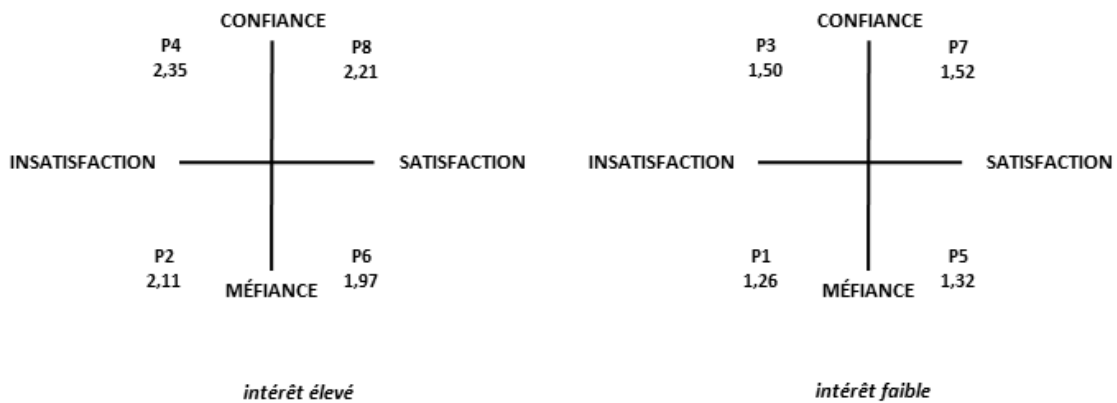 CONFIANCE
P4
2,35
P8
2,21
INSATISFACTION
SATISFACTION
P2
2,11
P6
1,97
MÉFIANCE
intérêt élevé
CONFIANCE
P3
1,50
P7
1,52
INSATISFACTION
SATISFACTION
P1
1,26
P5
1,32
MÉFIANCE
intérêt faible